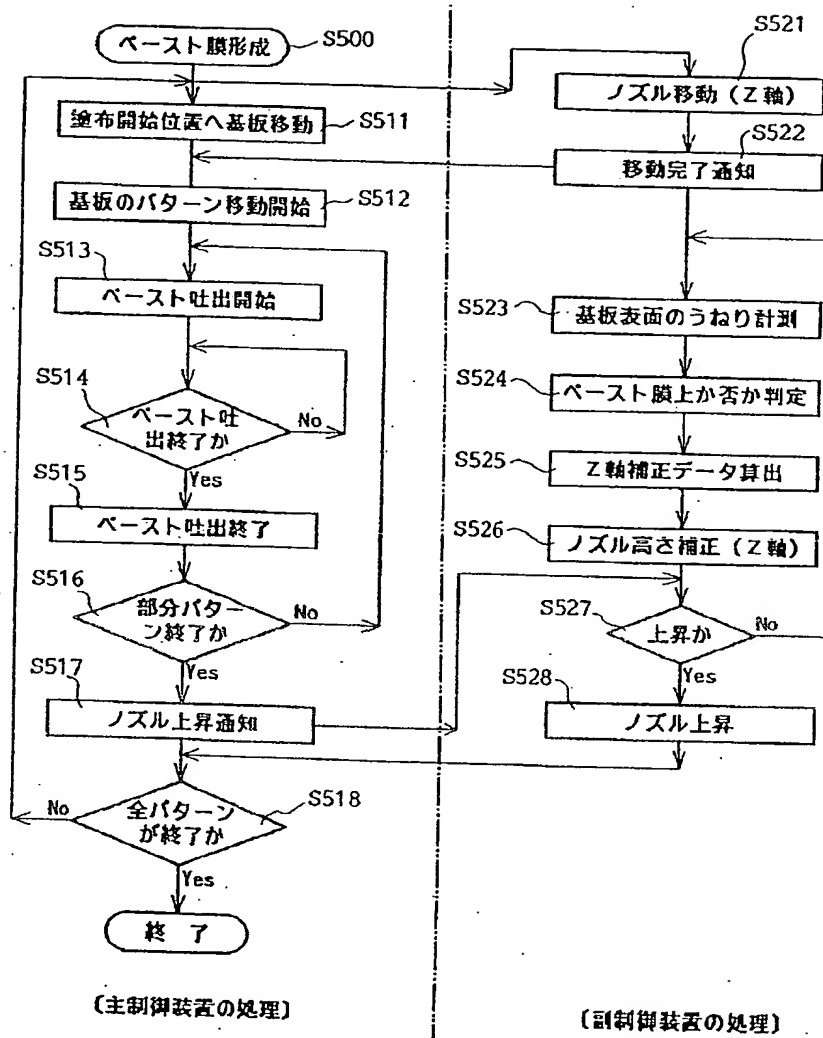 ペースト膜形成
S500
塗布開始位置へ基板移動
S511
基板のパターン移動開始
S512
S513
ペースト吐出開始
S514
ペースト吐
出終了か
No
Yes
S515
ペースト吐出終了
S516
部分パター
ン終了か
No
Yes
S517
ノズル上昇通知
No
全パターン
が終了か
S518
Yes
終 了
〔主制御装置の処理〕
S521
ノズル移動(Z軸)
S522
移動完了通知
S523
基板表面のうねり計測
S524
ペースト膜上か否か判定
S525
Z軸補正データ算出
S526
ノズル高さ補正(Z軸)
S527
上昇か
No
Yes
S528
ノズル上昇
〔副制御装置の処理〕